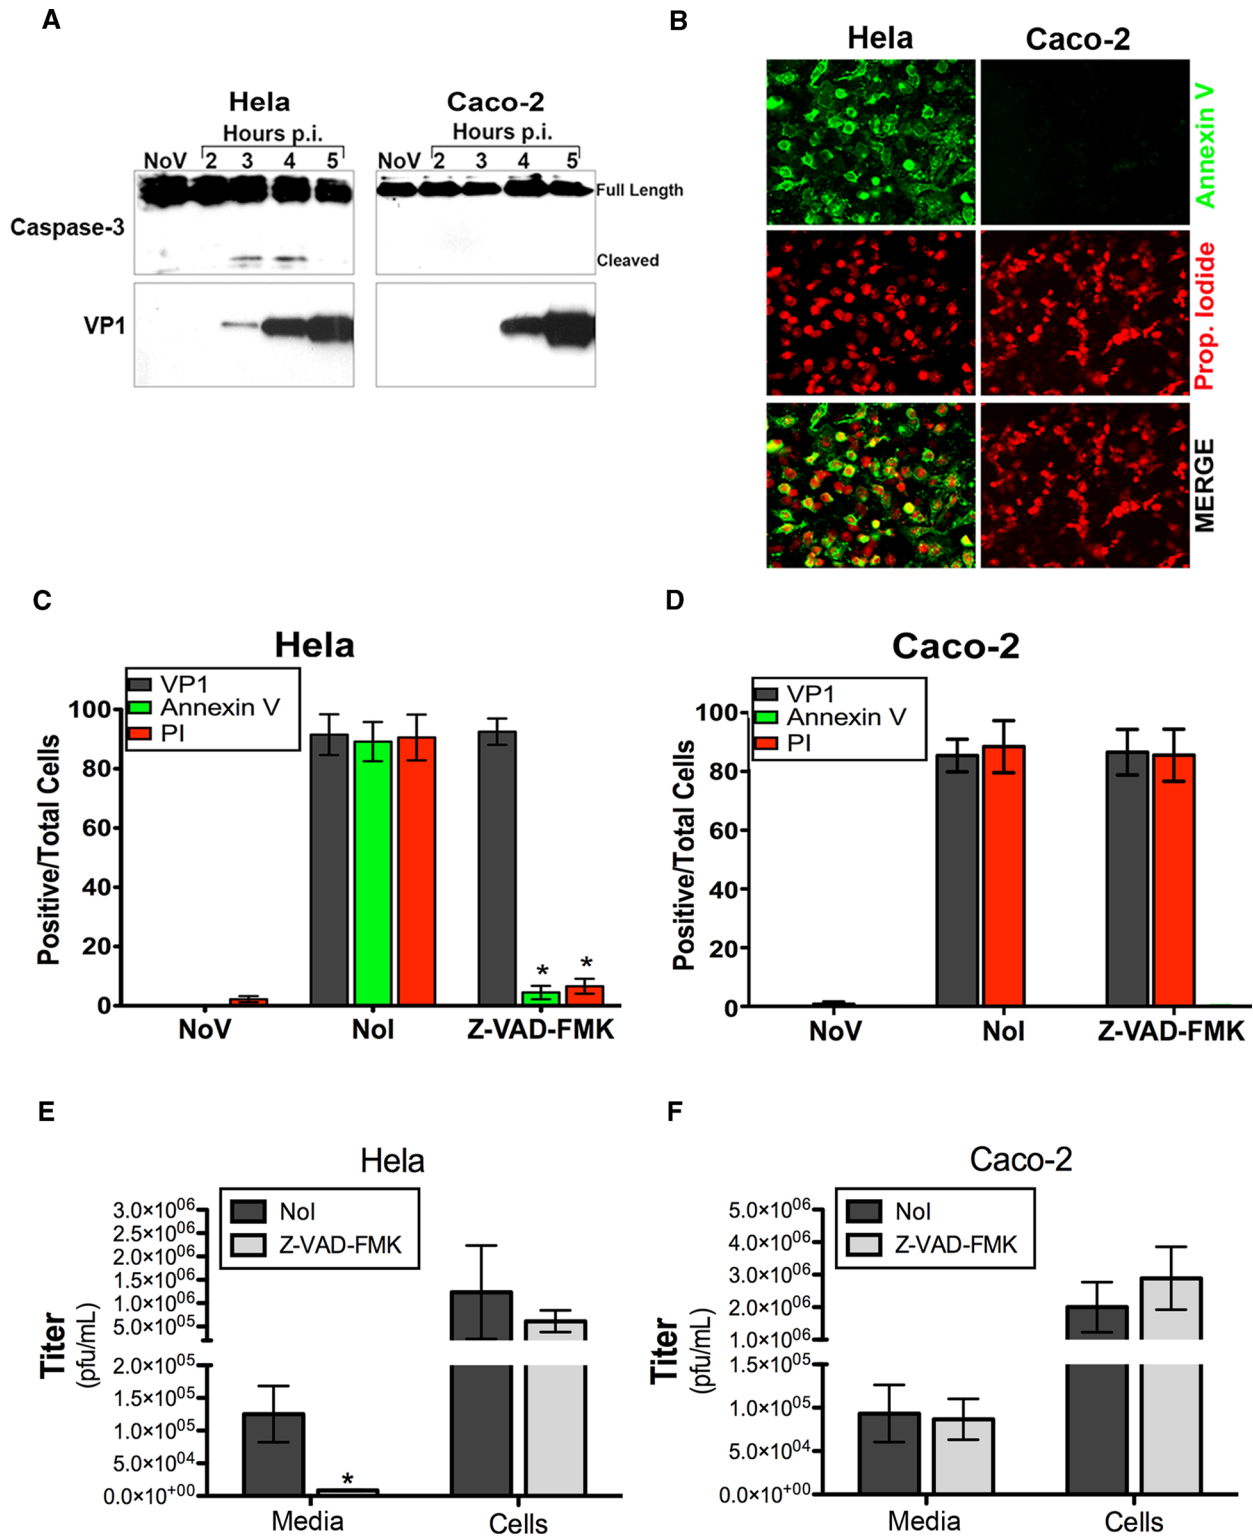 A
Hela
Hours p.i.
NoV 2 3 4 5
Caco-2
Hours p.i.
NoV 2 3 4 5
Caspase-3
Full Length
Cleaved
VP1
B
Hela
Caco-2
Annexin V
Prop. Iodide
MERGE
C
Hela
VP1
Annexin V
PI
Positive/Total Cells
100
80
60
40
20
0
* *
NoV NoI Z-VAD-FMK
D
Caco-2
VP1
Annexin V
PI
Positive/Total Cells
100
80
60
40
20
0
NoV NoI Z-VAD-FMK
E
Hela
NoI
Z-VAD-FMK
Titer
(pfu/mL)
3.0×10^06
2.5×10^06
2.0×10^06
1.5×10^06
1.0×10^06
5.0×10^05
2.0×10^05
1.5×10^05
1.0×10^05
5.0×10^04
0.0×10^+00
*
Media Cells
F
Caco-2
NoI
Z-VAD-FMK
Titer
(pfu/mL)
5.0×10^06
4.0×10^06
3.0×10^06
2.0×10^06
1.0×10^06
1.5×10^05
1.0×10^05
5.0×10^04
0.0×10^+00
Media Cells